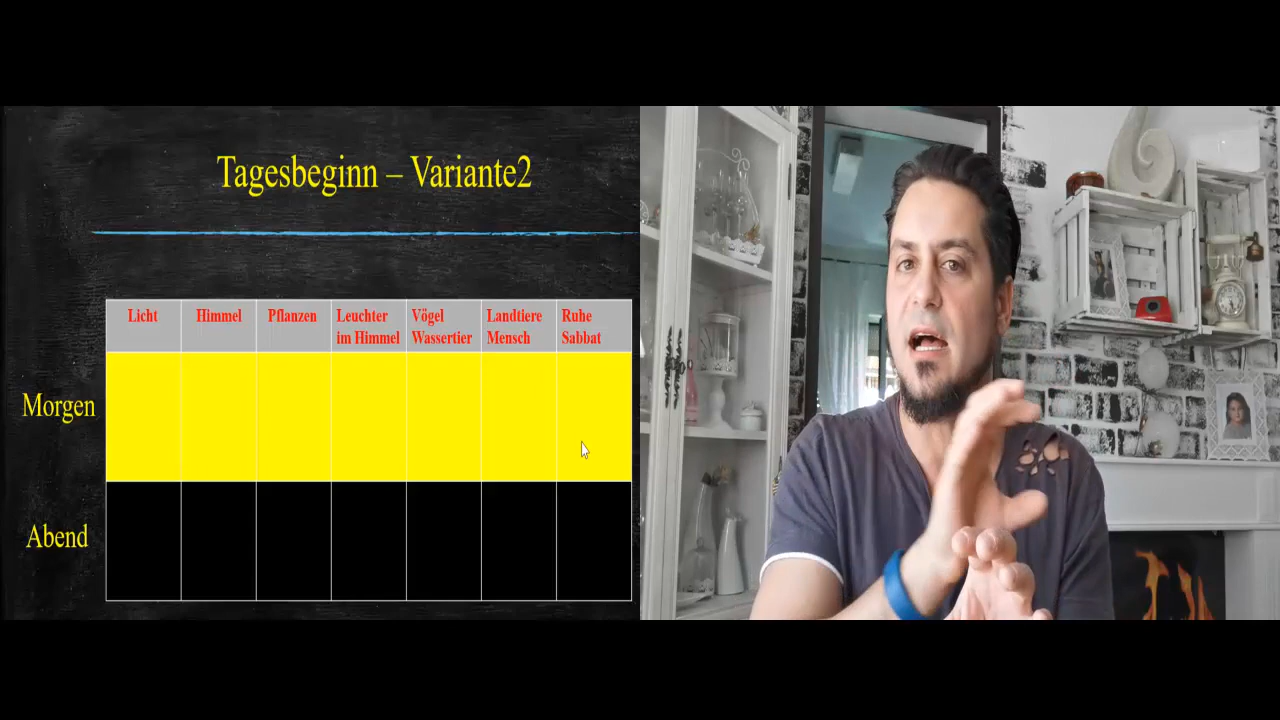 Tagesbeginn – Variante2
Licht
Himmel
Pflanzen
Leuchter
im Himmel
Vögel
Wassertier
Landtiere
Mensch
Ruhe
Sabbat
Morgen
Abend